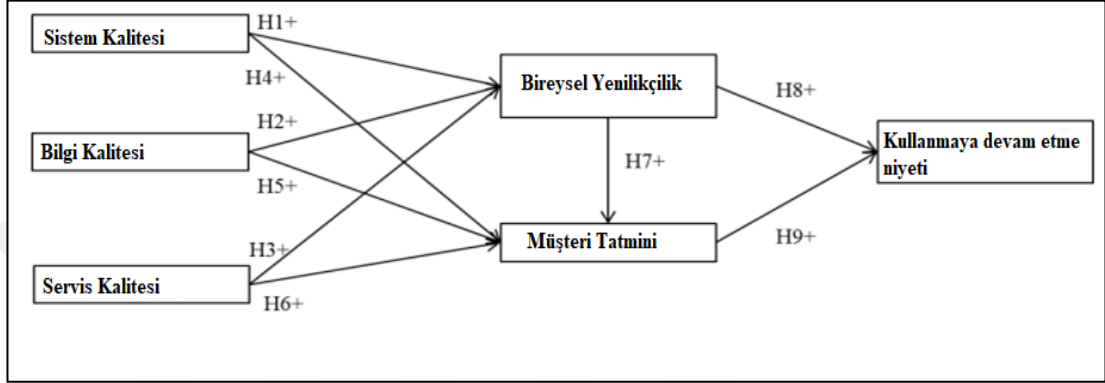 H1+
Sistem Kalitesi
H4+
Bireysel Yenilikçilik
H8+
H2+
Bilgi Kalitesi
H5+
H7+
Kullanmaya devam etme
niyeti
H3+
Müşteri Tatmini
H9+
Servis Kalitesi
H6+